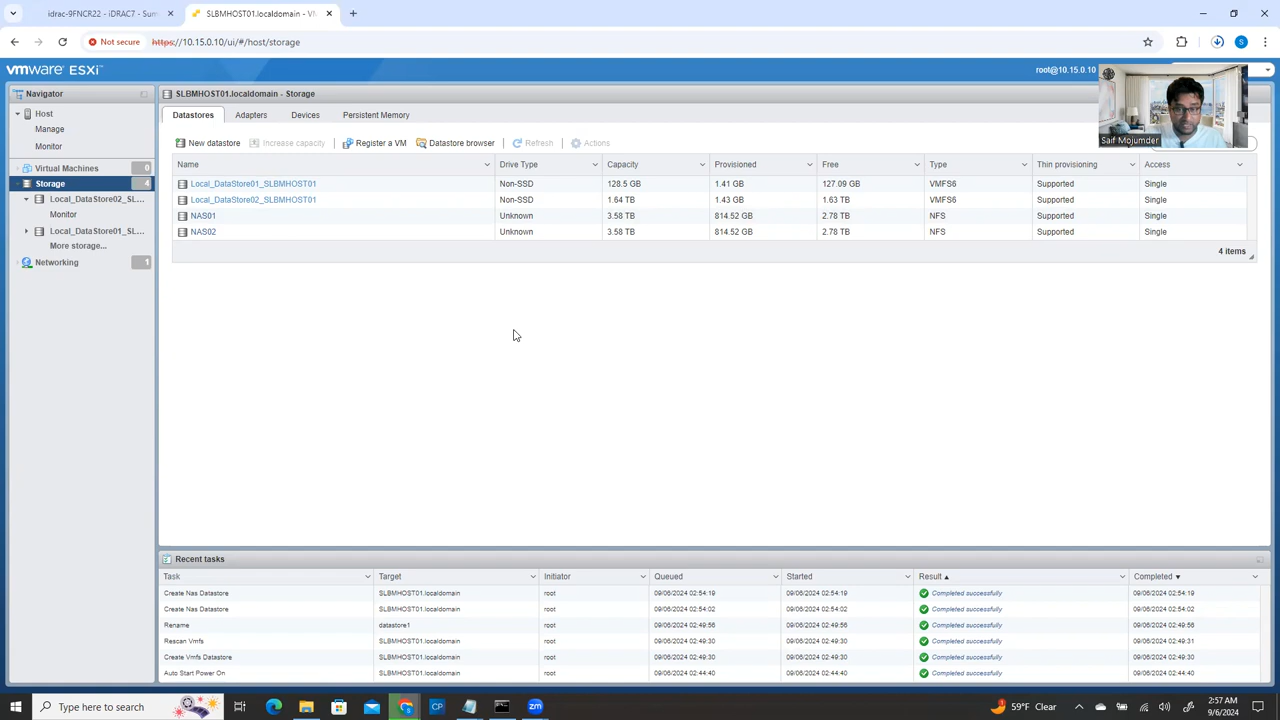 idrac-9FNCR22 - iDRAC7 - Sum
SLBMHOST01.localdomain - VM
Not secure https://10.15.0.10/ui/#/host/storage
S
vmware ESXi
root@10.15.0.10
Navigator
SLBMHOST01.localdomain - Storage
Host
Manage
Monitor
Virtual Machines 0
Storage 4
Local_DataStore02_SL...
Monitor
Local_DataStore01_SL...
More storage...
Networking 1
Datastores Adapters Devices Persistent Memory
New datastore Increase capacity Register a VM Datastore browser Refresh Actions
Saif Mojumder
Name Drive Type Capacity Provisioned Free Type Thin provisioning Access
Local_DataStore01_SLBMHOST01 Non-SSD 128.5 GB 1.41 GB 127.09 GB VMFS6 Supported Single
Local_DataStore02_SLBMHOST01 Non-SSD 1.64 TB 1.43 GB 1.63 TB VMFS6 Supported Single
NAS01 Unknown 3.58 TB 814.52 GB 2.78 TB NFS Supported Single
NAS02 Unknown 3.58 TB 814.52 GB 2.78 TB NFS Supported Single
4 items
Recent tasks
Task Target Initiator Queued Started Result Completed
Create Nas Datastore SLBMHOST01.localdomain root 09/06/2024 02:54:19 09/06/2024 02:54:19 Completed successfully 09/06/2024 02:54:19
Create Nas Datastore SLBMHOST01.localdomain root 09/06/2024 02:54:02 09/06/2024 02:54:02 Completed successfully 09/06/2024 02:54:02
Rename datastore1 root 09/06/2024 02:49:56 09/06/2024 02:49:56 Completed successfully 09/06/2024 02:49:56
Rescan Vmfs SLBMHOST01.localdomain root 09/06/2024 02:49:30 09/06/2024 02:49:30 Completed successfully 09/06/2024 02:49:31
Create Vmfs Datastore SLBMHOST01.localdomain root 09/06/2024 02:49:30 09/06/2024 02:49:30 Completed successfully 09/06/2024 02:49:30
Auto Start Power On SLBMHOST01.localdomain root 09/06/2024 02:44:40 09/06/2024 02:44:40 Completed successfully 09/06/2024 02:44:40
Type here to search
CP
zm
59°F Clear
2:57 AM
9/6/2024